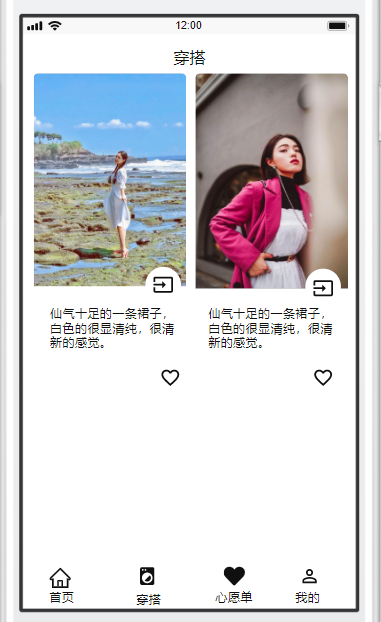 12:00
穿搭
仙气十足的一条裙子，
白色的很显清纯，很清
新的感觉。
仙气十足的一条裙子，
白色的很显清纯，很清
新的感觉。
首页
穿搭
心愿单
我的